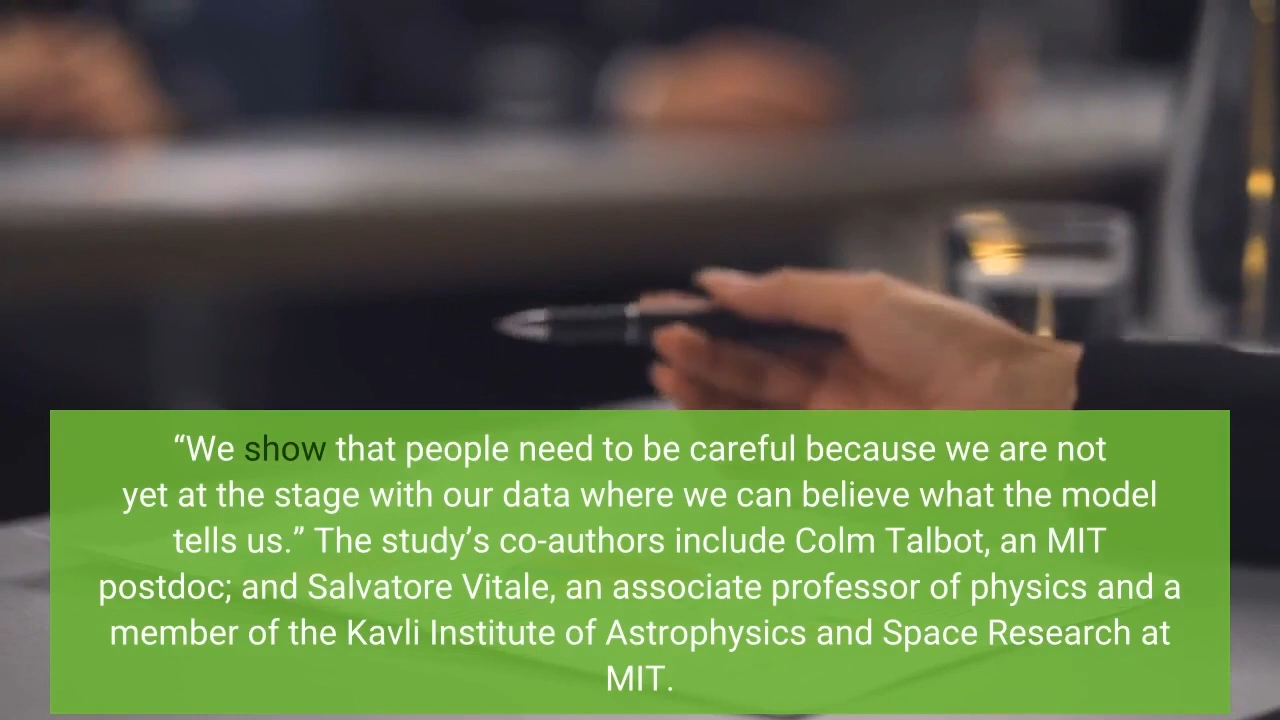 “We show that people need to be careful because we are not
yet at the stage with our data where we can believe what the model
tells us.” The study’s co-authors include Colm Talbot, an MIT
postdoc; and Salvatore Vitale, an associate professor of physics and a
member of the Kavli Institute of Astrophysics and Space Research at
MIT.